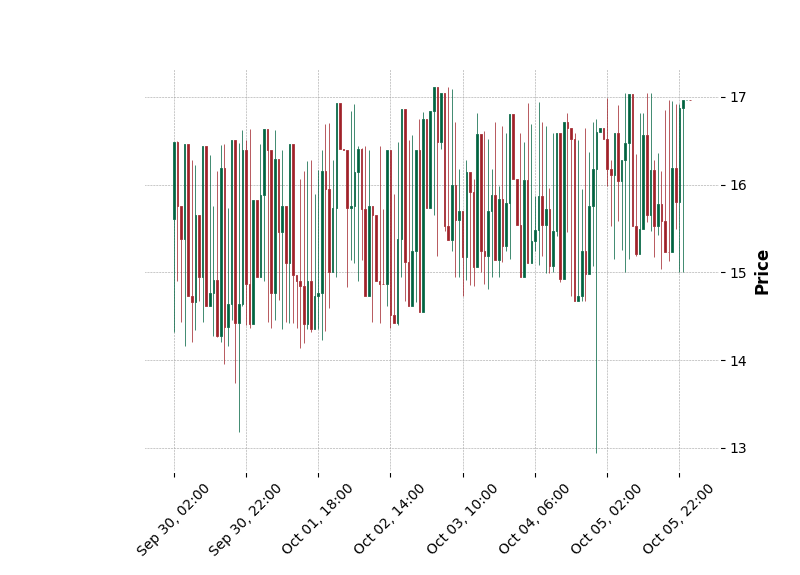 17
16
15
14
13
Price
Sep 30, 02:00
Sep 30, 22:00
Oct 01, 18:00
Oct 02, 14:00
Oct 03, 10:00
Oct 04, 06:00
Oct 05, 02:00
Oct 05, 22:00